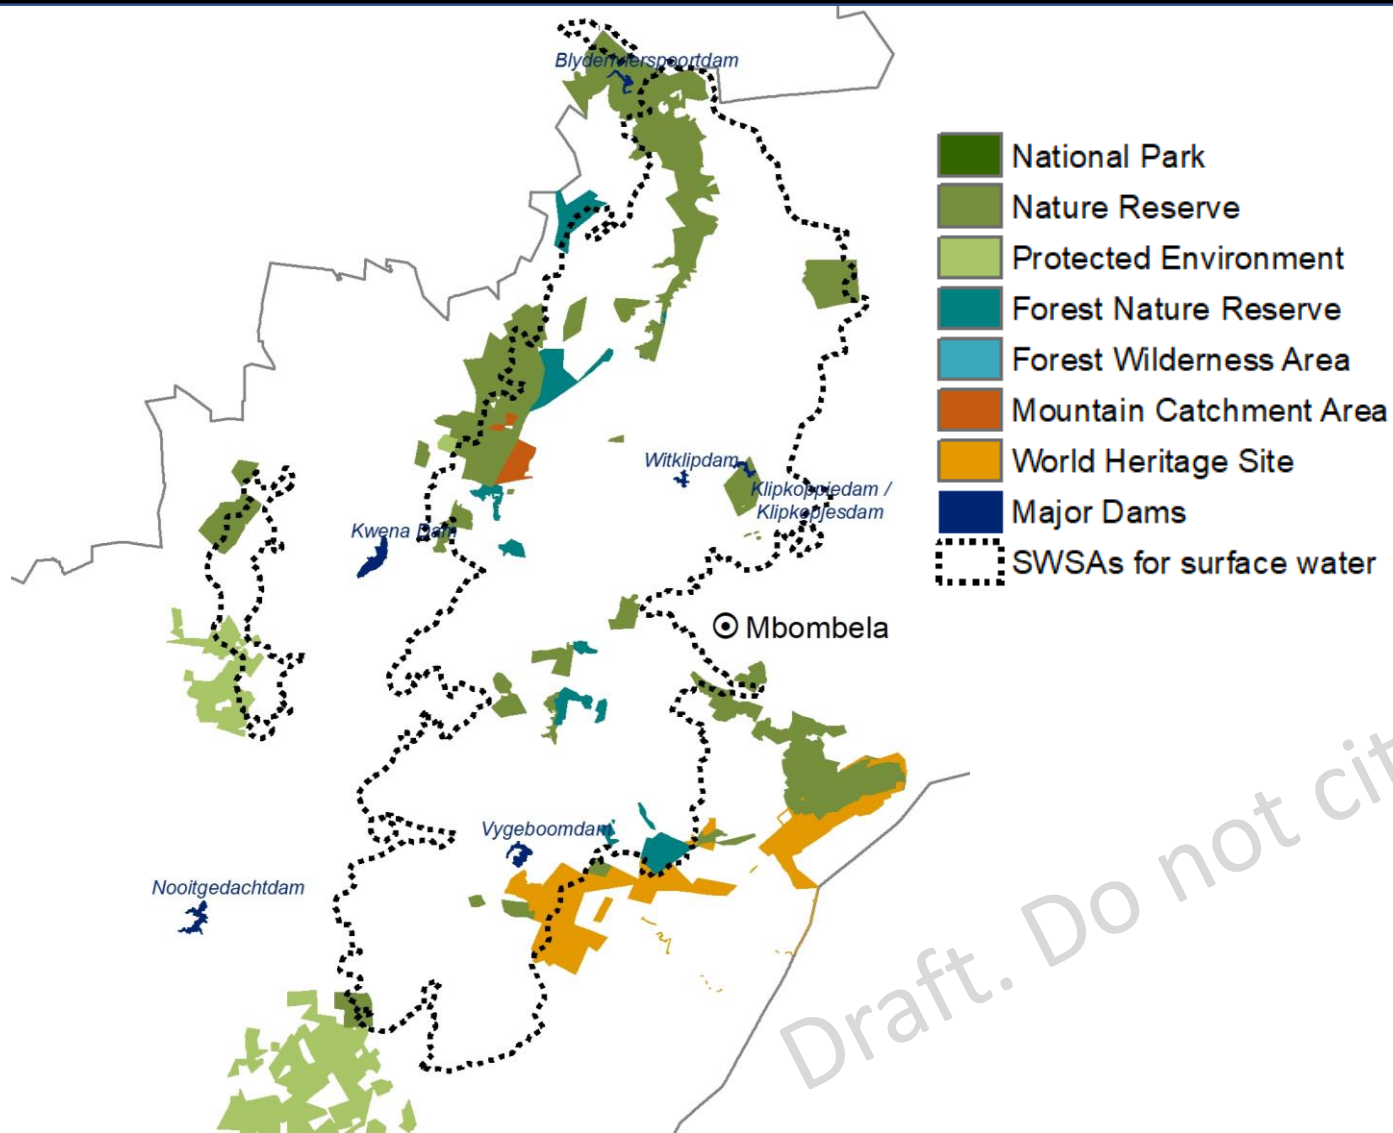 Blyderivierspoortdam
National Park
Nature Reserve
Protected Environment
Forest Nature Reserve
Forest Wilderness Area
Mountain Catchment Area
World Heritage Site
Major Dams
SWSAs for surface water
Witklipdam
Klipkoppiedam /
Klipkopjesdam
Kwena Dam
Mbombela
Vygeboomdam
Nooitgedachtdam
Draft. Do not cit